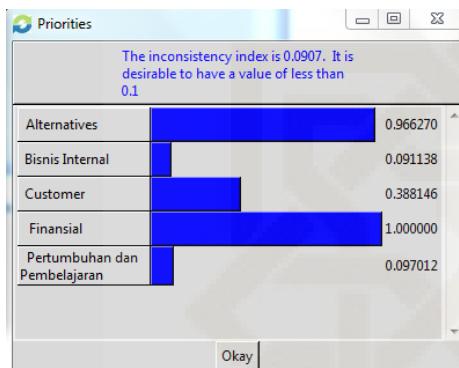 Priorities
The inconsistency index is 0.0907. It is
desirable to have a value of less than
0.1
Alternatives 0.966270
Bisnis Internal 0.091138
Customer 0.388146
Finansial 1.000000
Pertumbuhan dan
Pembelajaran 0.097012
Okay